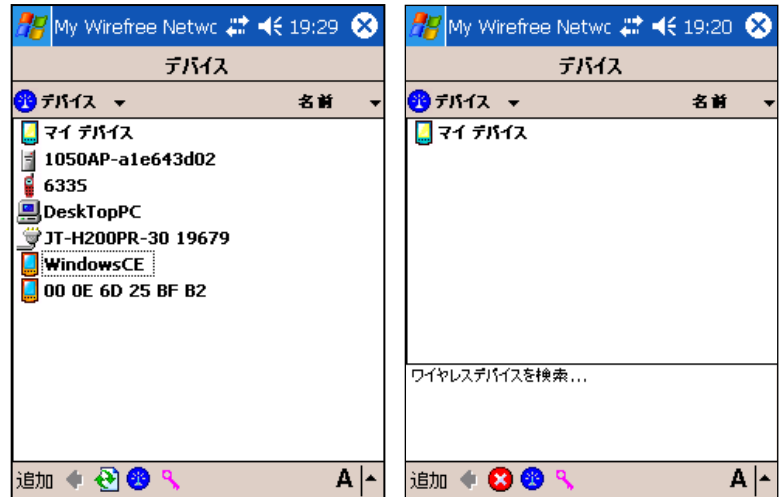 My Wirefree Netwc 19:29
デバイス
デバイス 名前
マイ デバイス
1050AP-a1e643d02
6335
DeskTopPC
JT-H200PR-30 19679
WindowsCE
00 0E 6D 25 BF B2
追加 A
My Wirefree Netwc 19:20
デバイス
デバイス 名前
マイ デバイス
ワイヤレスデバイスを検索...
追加 A